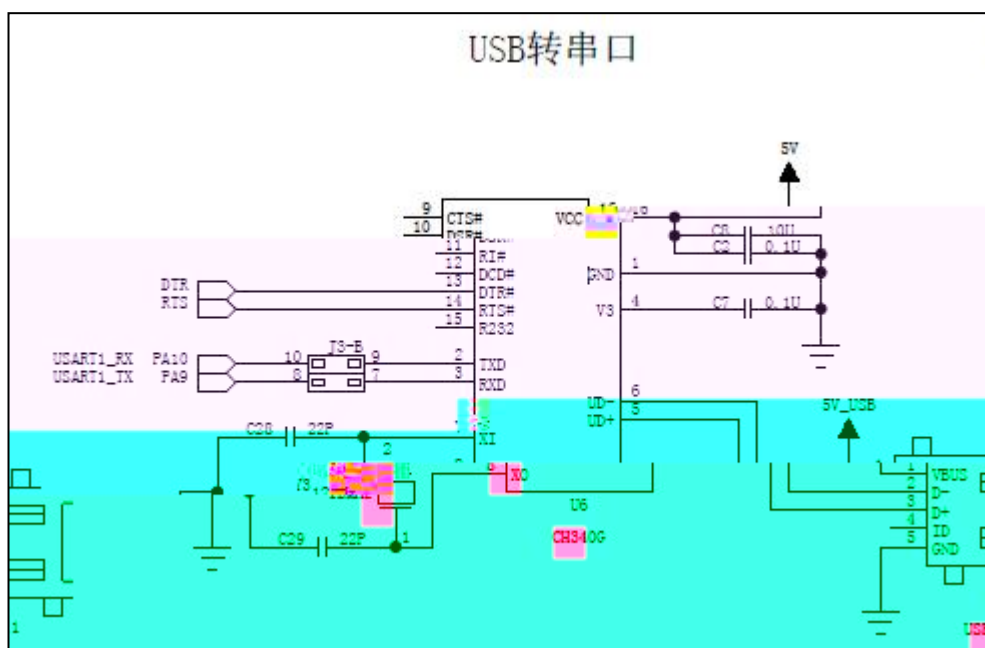 USB转串口
5V
9 CTS# VCC
10
C8 10U
11 C2 0.1U
12 RI# GND 1
13 DCD#
DTR DTR#
RTS 14 RTS# V3 4 C7 0.1U
15 R232
J3-B
USART1_RX PA10 10 9 2 TXD
USART1_TX PA9 8 7 3 RXD
UD- 6
UD+ 5
5V_USB
C28 22P XI
2
XO 1 VBUS
2 D-
U6 3 D+
4 ID
C29 22P 1 CH340G 5 GND
1